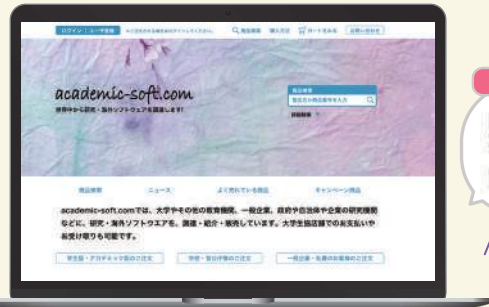 ログイン｜ユーザ登録
商品検索 購入方法 カートをみる お問い合わせ
academic-soft.com
世界中から研究・海外ソフトウェアを調達します!
商品検索
製品名か商品番号を入力
詳細検索
商品検索 ニュース よく売れている商品 キャンペーン商品
academic-soft.comでは、大学やその他の教育機関、一般企業、政府や自治体や企業の研究機関
などに、研究・海外ソフトウエアを、調達・紹介・販売しています。大学生協店頭でのお支払いや
お受け取りも可能です。
学生版・アカデミック版のご注文 学校・官公庁様のご注文 一般企業・私費のお客様のご注文